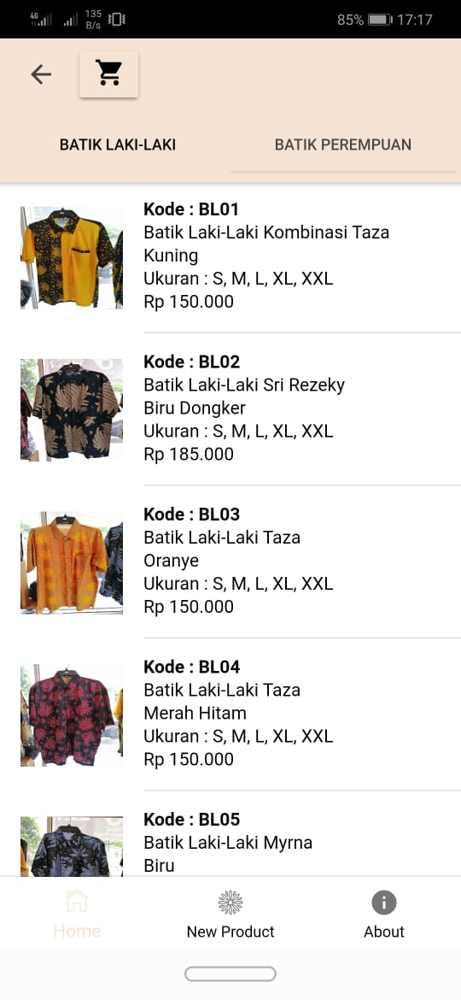 4G
135
B/s
85%
17:17
BATIK LAKI-LAKI
BATIK PEREMPUAN
Kode : BL01
Batik Laki-Laki Kombinasi Taza
Kuning
Ukuran : S, M, L, XL, XXL
Rp 150.000
Kode : BL02
Batik Laki-Laki Sri Rezeky
Biru Dongker
Ukuran : S, M, L, XL, XXL
Rp 185.000
Kode : BL03
Batik Laki-Laki Taza
Oranye
Ukuran : S, M, L, XL, XXL
Rp 150.000
Kode : BL04
Batik Laki-Laki Taza
Merah Hitam
Ukuran : S, M, L, XL, XXL
Rp 150.000
Kode : BL05
Batik Laki-Laki Myrna
Biru
Home
New Product
About